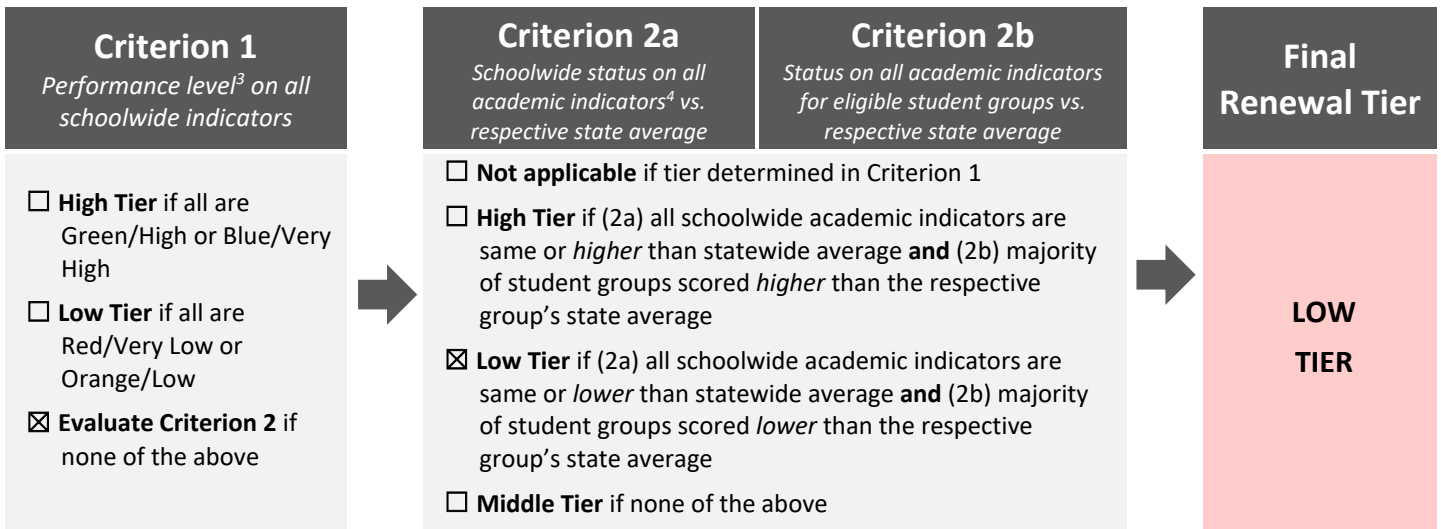 Criterion 1
Performance level3 on all
schoolwide indicators
☐ High Tier if all are
Green/High or Blue/Very
High
☐ Low Tier if all are
Red/Very Low or
Orange/Low
☒ Evaluate Criterion 2 if
none of the above
Criterion 2a
Schoolwide status on all
academic indicators4 vs.
respective state average
Criterion 2b
Status on all academic indicators
for eligible student groups vs.
respective state average
☐ Not applicable if tier determined in Criterion 1
☐ High Tier if (2a) all schoolwide academic indicators are
same or higher than statewide average and (2b) majority
of student groups scored higher than the respective
group's state average
☒ Low Tier if (2a) all schoolwide academic indicators are
same or lower than statewide average and (2b) majority
of student groups scored lower than the respective
group's state average
☐ Middle Tier if none of the above
Final
Renewal Tier
LOW
TIER